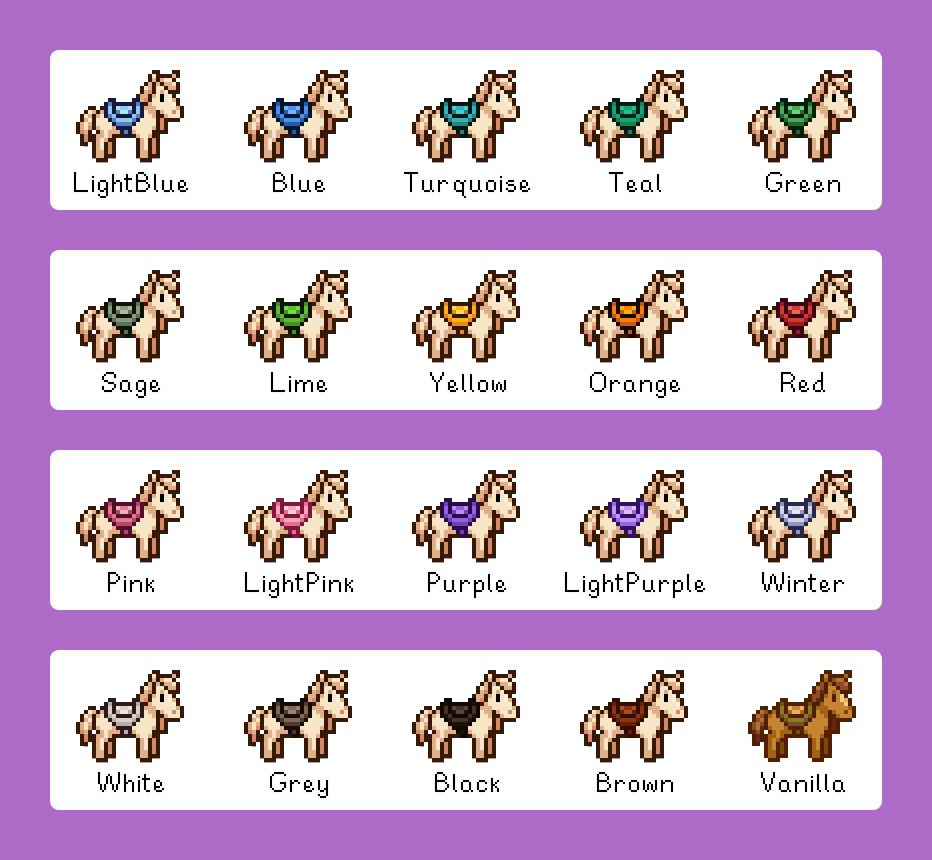 LightBlue Blue Turquoise Teal Green
Sage Lime Yellow Orange Red
Pink LightPink Purple LightPurple Winter
White Grey Black Brown Vanilla